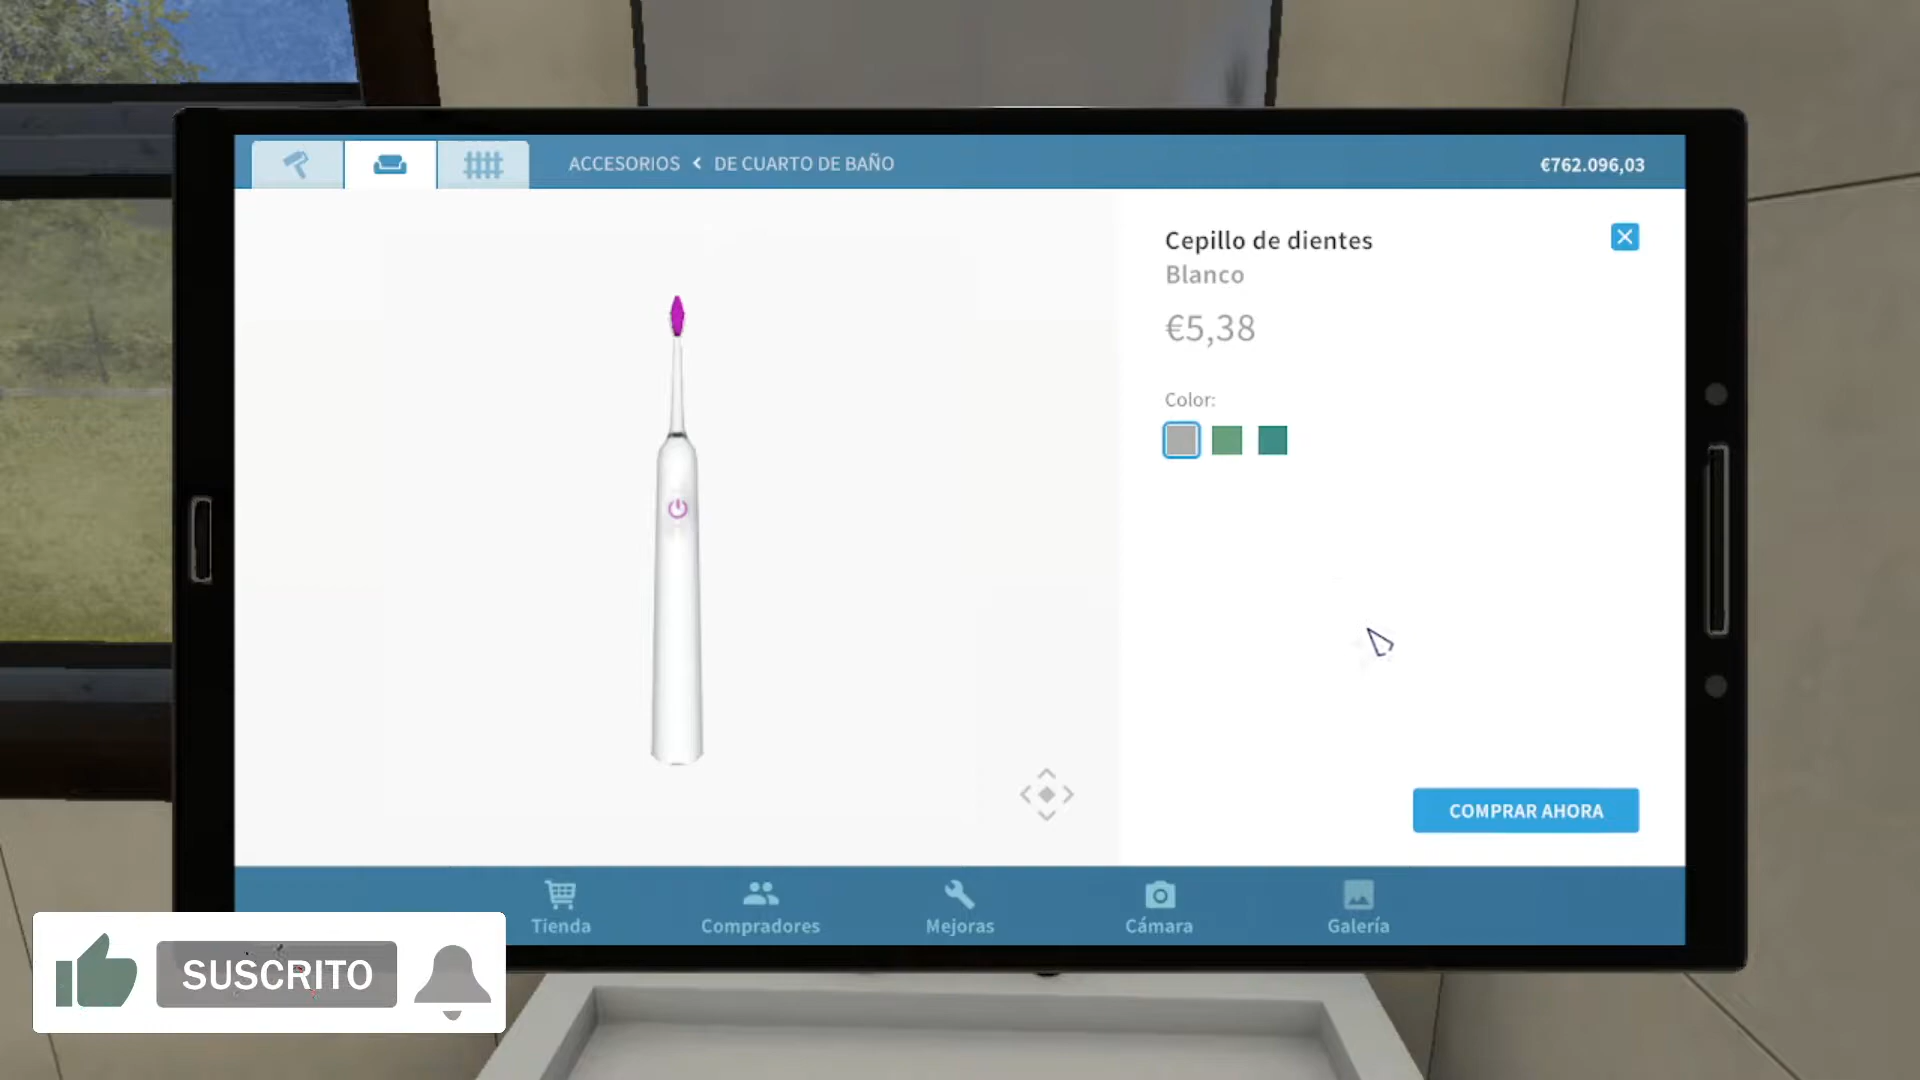 ACCESORIOS < DE CUARTO DE BAÑO
€762.096,03
Cepillo de dientes
Blanco
€5,38
Color:
COMPRAR AHORA
Tienda
Compradores
Mejoras
Cámara
Galería
SUSCRITO